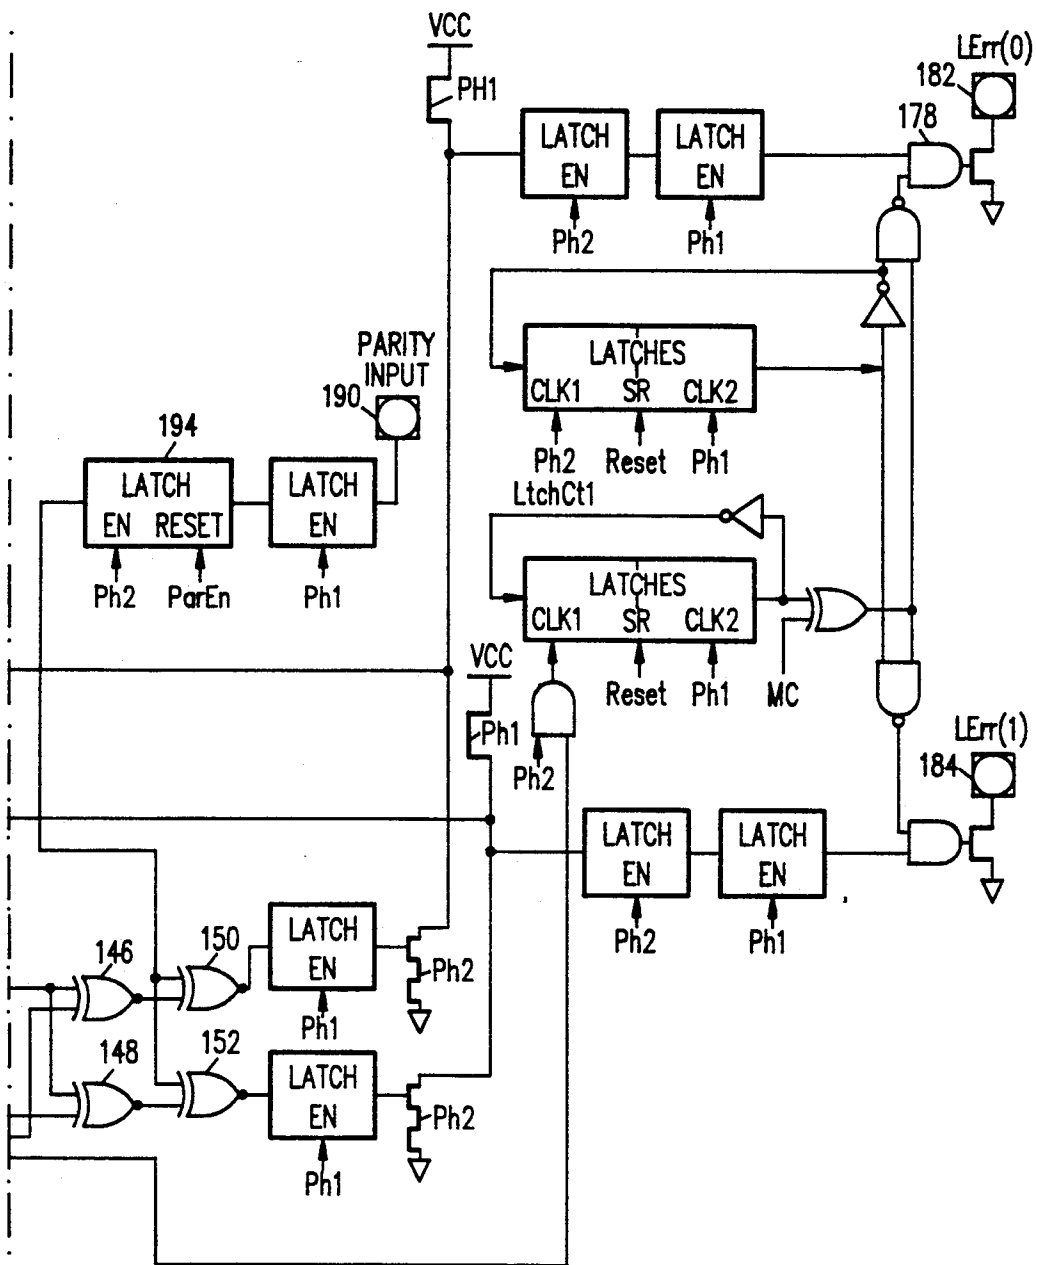 VCC
PH1
LErr(0)
182
178
LATCH
EN
LATCH
EN
Ph2
Ph1
PARITY
INPUT
190
LATCHES
CLK1 SR CLK2
Ph2 Reset Ph1
194
LATCH
EN RESET
LATCH
EN
Ph2 ParEn Ph1
LtchCt1
LATCHES
CLK1 SR CLK2
Reset Ph1 MC
VCC
Ph1
Ph2
LErr(1)
184
LATCH
EN
LATCH
EN
Ph2
Ph1
146
150
LATCH
EN
Ph2
Ph1
148
152
LATCH
EN
Ph2
Ph1